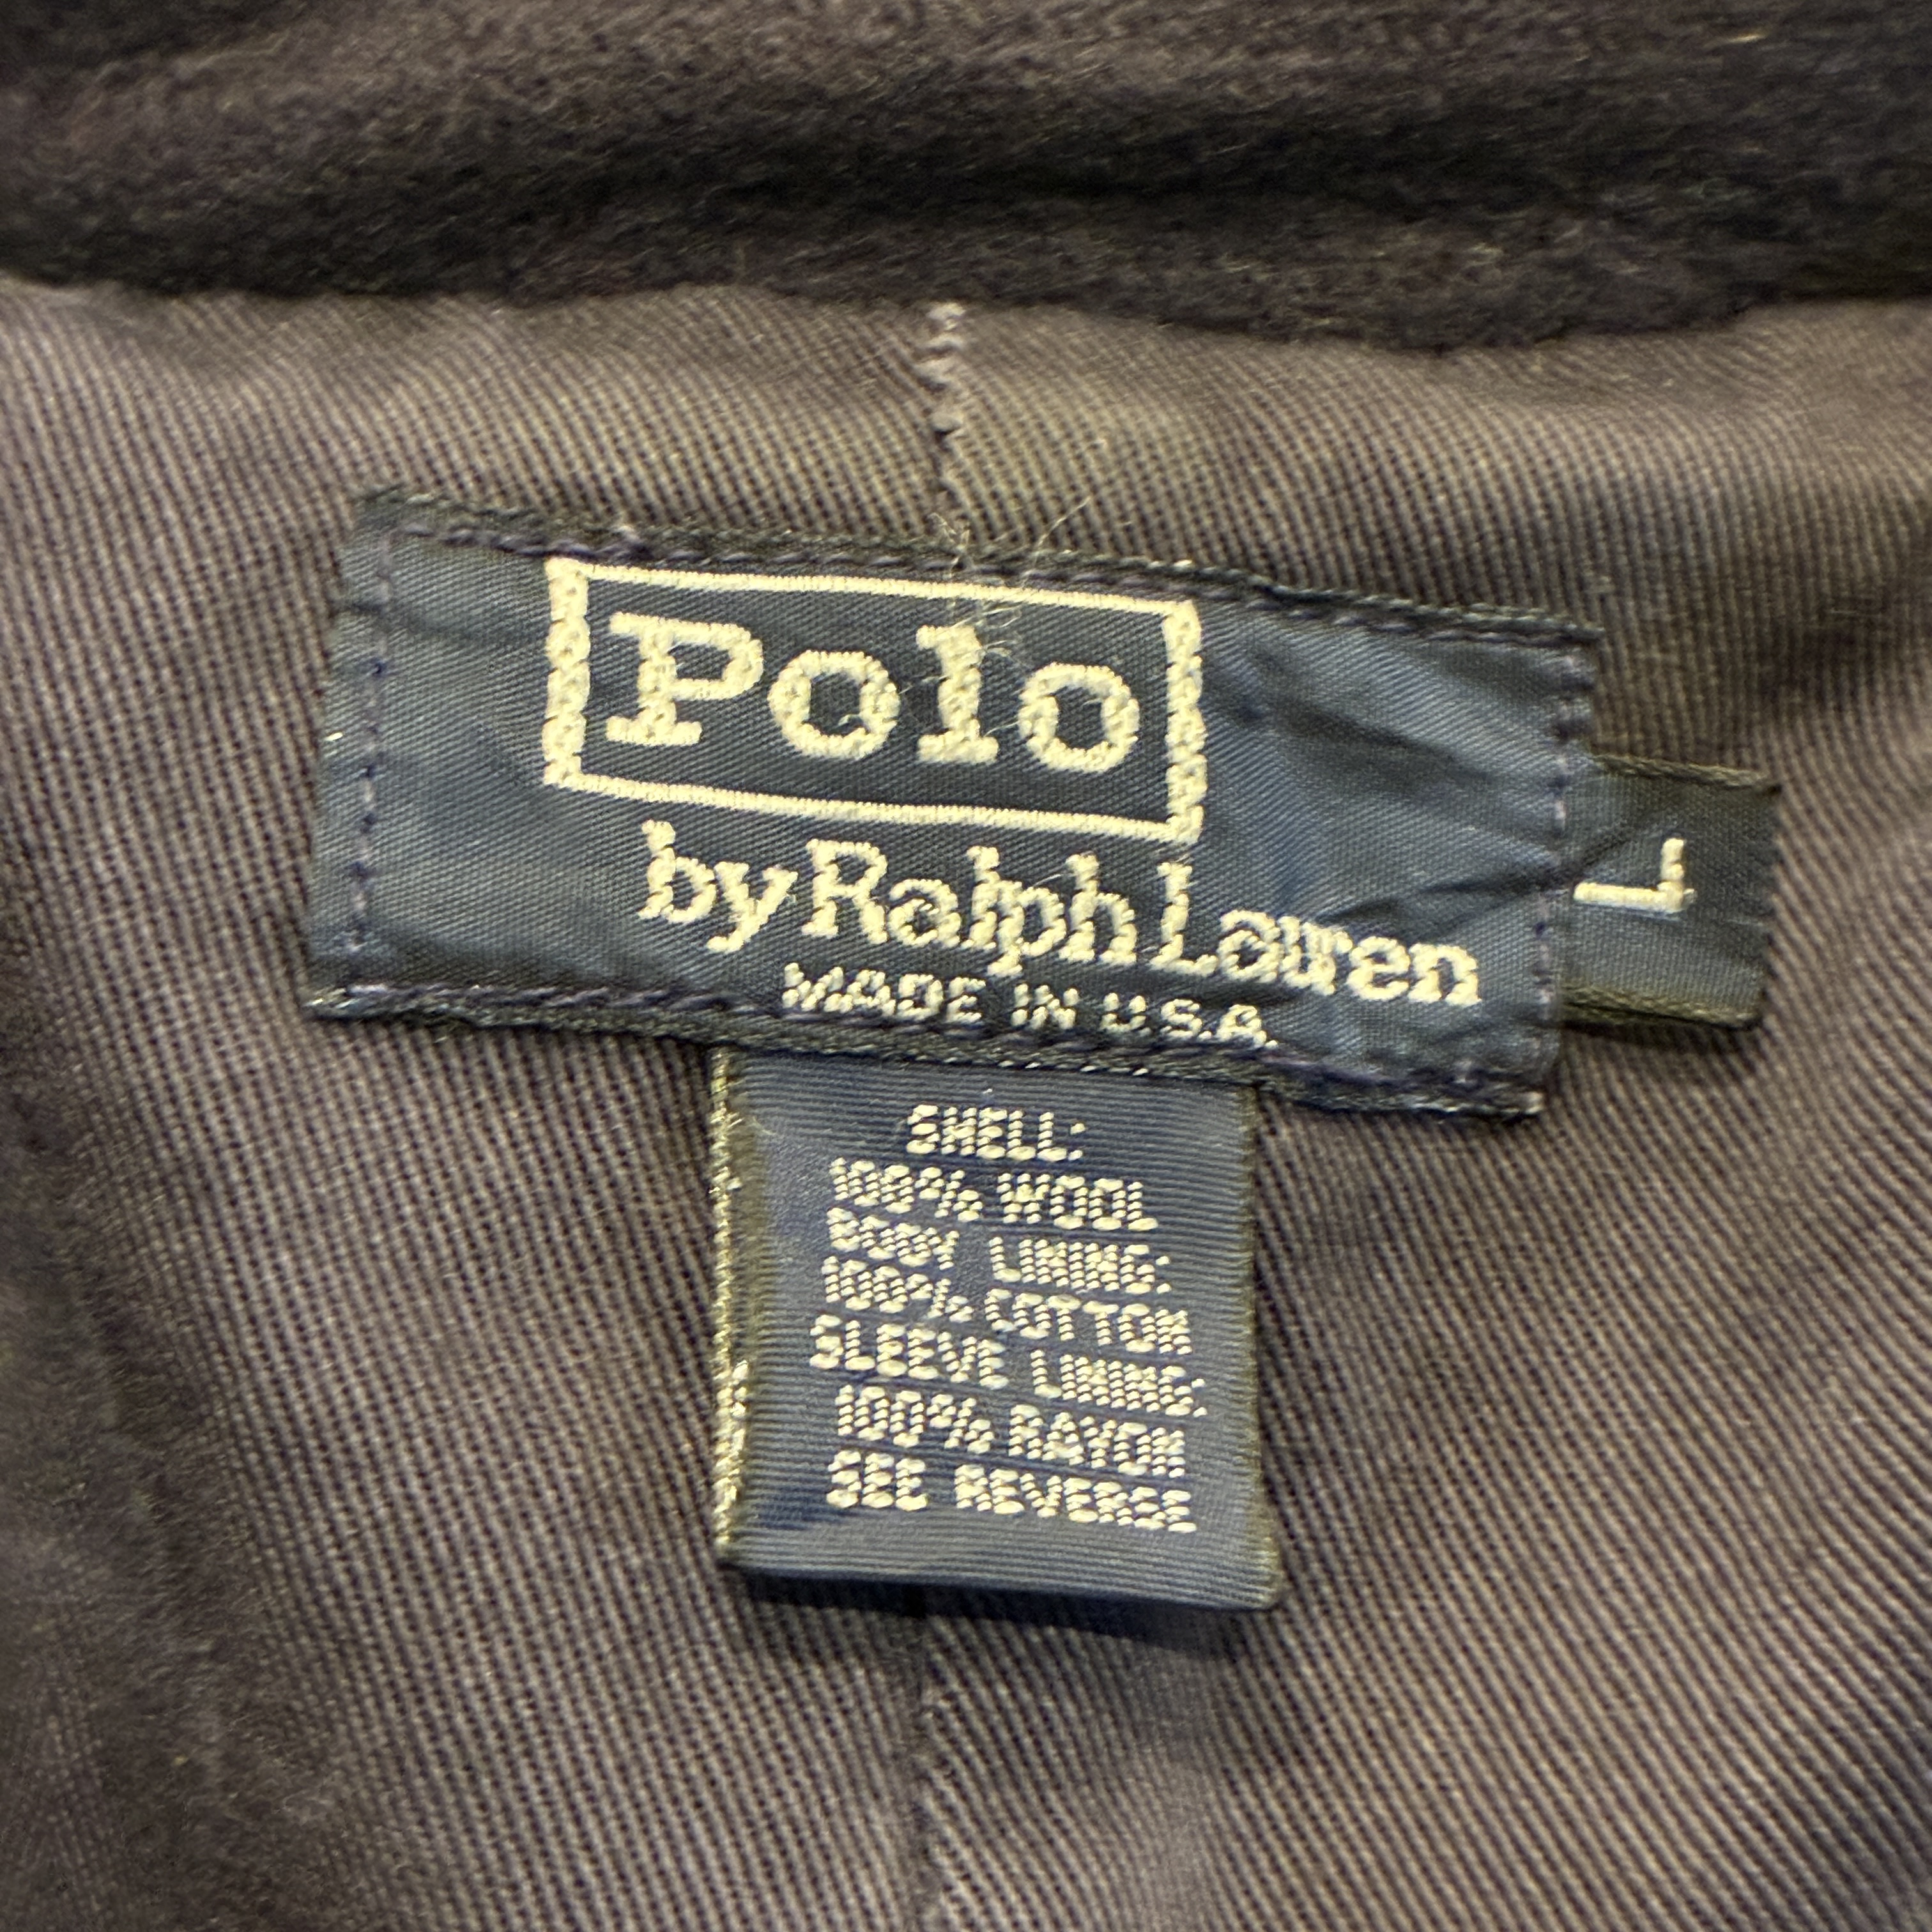 Polo
by Ralph Lauren
MADE IN U.S.A.
L
SHELL:
100% WOOL
BODY LINING:
100% COTTON
SLEEVE LINING:
100% RAYON
SEE REVERSE